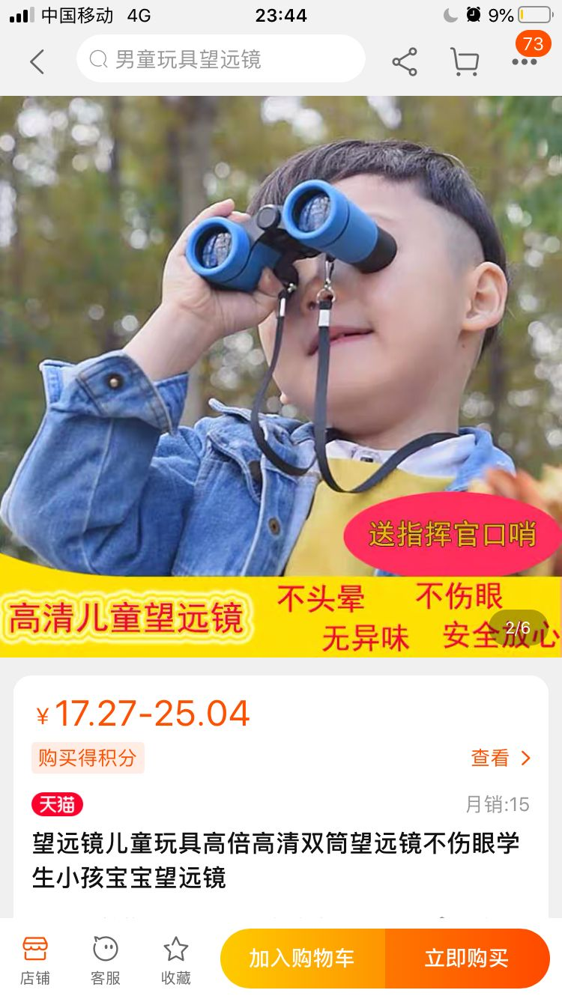 中国移动 4G 23:44 9%
73
男童玩具望远镜
送指挥官口哨
不头晕 不伤眼
高清儿童望远镜
无异味 安全放心
2/6
¥17.27-25.04
购买得积分 查看
天猫 月销:15
望远镜儿童玩具高倍高清双筒望远镜不伤眼学
生小孩宝宝望远镜
店铺 客服 收藏 加入购物车 立即购买